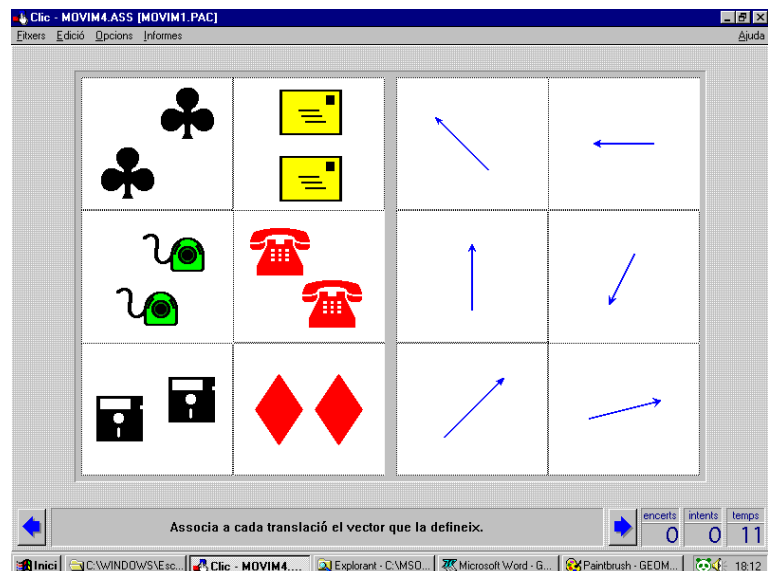 Clic - MOVIM4.ASS [MOVIM1.PAC]
Fitxers Edició Opcions Informes Ajuda
Associa a cada translació el vector que la defineix.
encerts intents temps
0 0 11
Inici C:\WINDOWS\Esc... Clic - MOVIM4.... Explorant - C:\MSO... Microsoft Word - G... Paintbrush - GEOM... 18:12